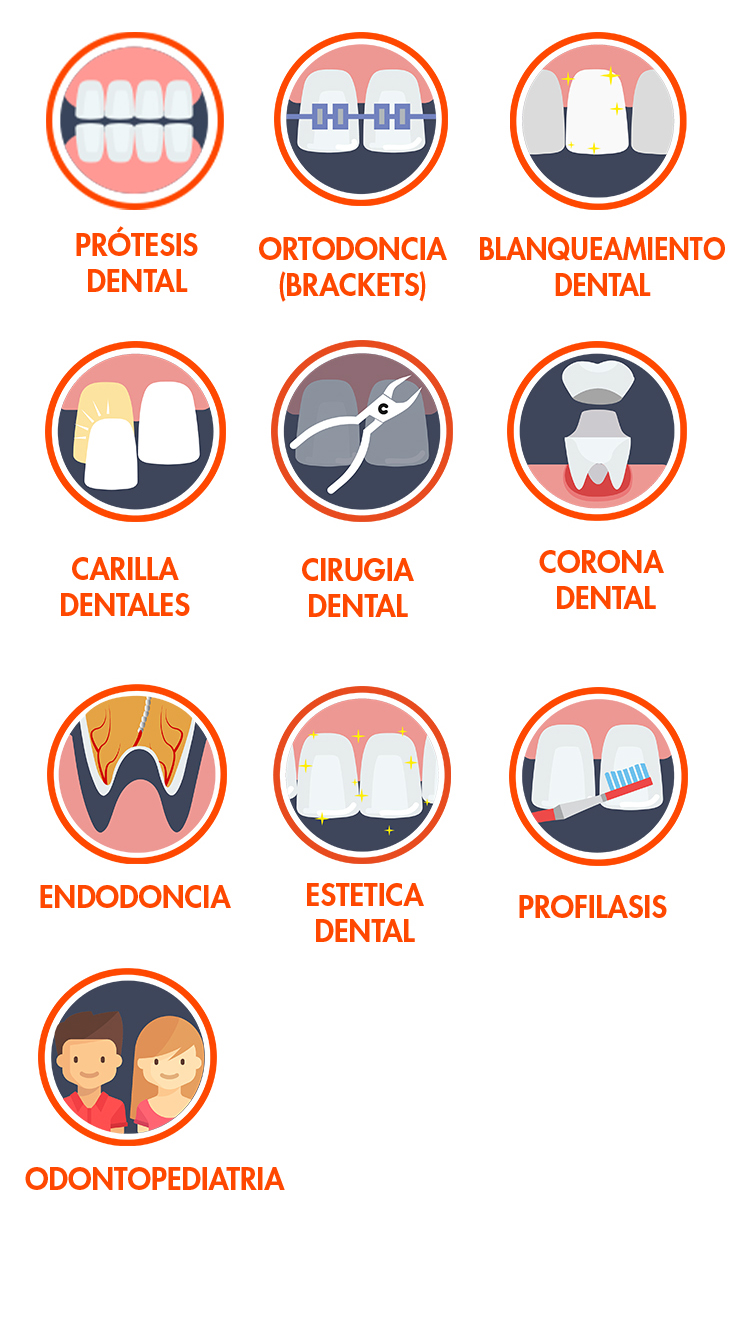 PRÓTESIS
DENTAL
ORTODONCIA
(BRACKETS)
BLANQUEAMIENTO
DENTAL
CARILLA
DENTALES
C
CIRUGIA
DENTAL
CORONA
DENTAL
ENDODONCIA
ESTETICA
DENTAL
PROFILASIS
ODONTOPEDIATRIA